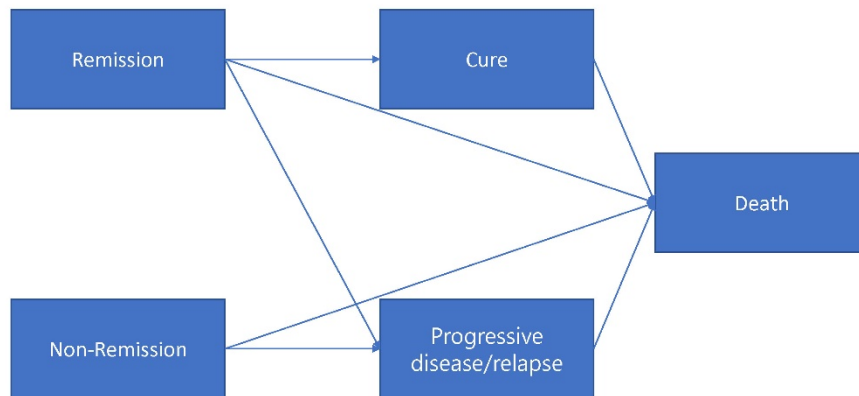 Remission
Cure
Death
Non-Remission
Progressive
disease/relapse